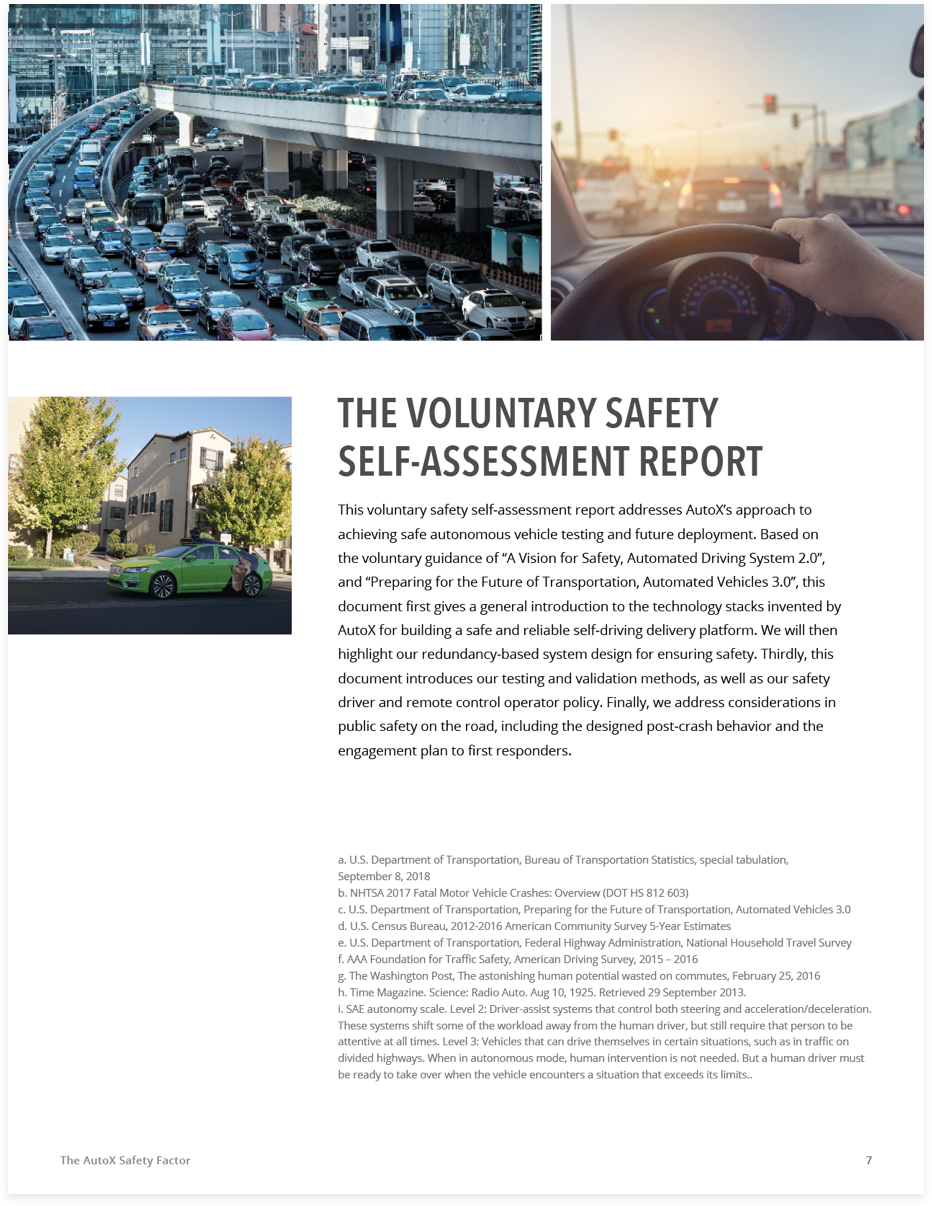 THE VOLUNTARY SAFETY
SELF-ASSESSMENT REPORT
This voluntary safety self-assessment report addresses AutoX’s approach to
achieving safe autonomous vehicle testing and future deployment. Based on
the voluntary guidance of “A Vision for Safety, Automated Driving System 2.0”,
and “Preparing for the Future of Transportation, Automated Vehicles 3.0”, this
document first gives a general introduction to the technology stacks invented by
AutoX for building a safe and reliable self-driving delivery platform. We will then
highlight our redundancy-based system design for ensuring safety. Thirdly, this
document introduces our testing and validation methods, as well as our safety
driver and remote control operator policy. Finally, we address considerations in
public safety on the road, including the designed post-crash behavior and the
engagement plan to first responders.
a. U.S. Department of Transportation, Bureau of Transportation Statistics, special tabulation,
September 8, 2018
b. NHTSA 2017 Fatal Motor Vehicle Crashes: Overview (DOT HS 812 603)
c. U.S. Department of Transportation, Preparing for the Future of Transportation, Automated Vehicles 3.0
d. U.S. Census Bureau, 2012-2016 American Community Survey 5-Year Estimates
e. U.S. Department of Transportation, Federal Highway Administration, National Household Travel Survey
f. AAA Foundation for Traffic Safety, American Driving Survey, 2015 – 2016
g. The Washington Post, The astonishing human potential wasted on commutes, February 25, 2016
h. Time Magazine. Science: Radio Auto. Aug 10, 1925. Retrieved 29 September 2013.
i. SAE autonomy scale. Level 2: Driver-assist systems that control both steering and acceleration/deceleration.
These systems shift some of the workload away from the human driver, but still require that person to be
attentive at all times. Level 3: Vehicles that can drive themselves in certain situations, such as in traffic on
divided highways. When in autonomous mode, human intervention is not needed. But a human driver must
be ready to take over when the vehicle encounters a situation that exceeds its limits..
The AutoX Safety Factor
7